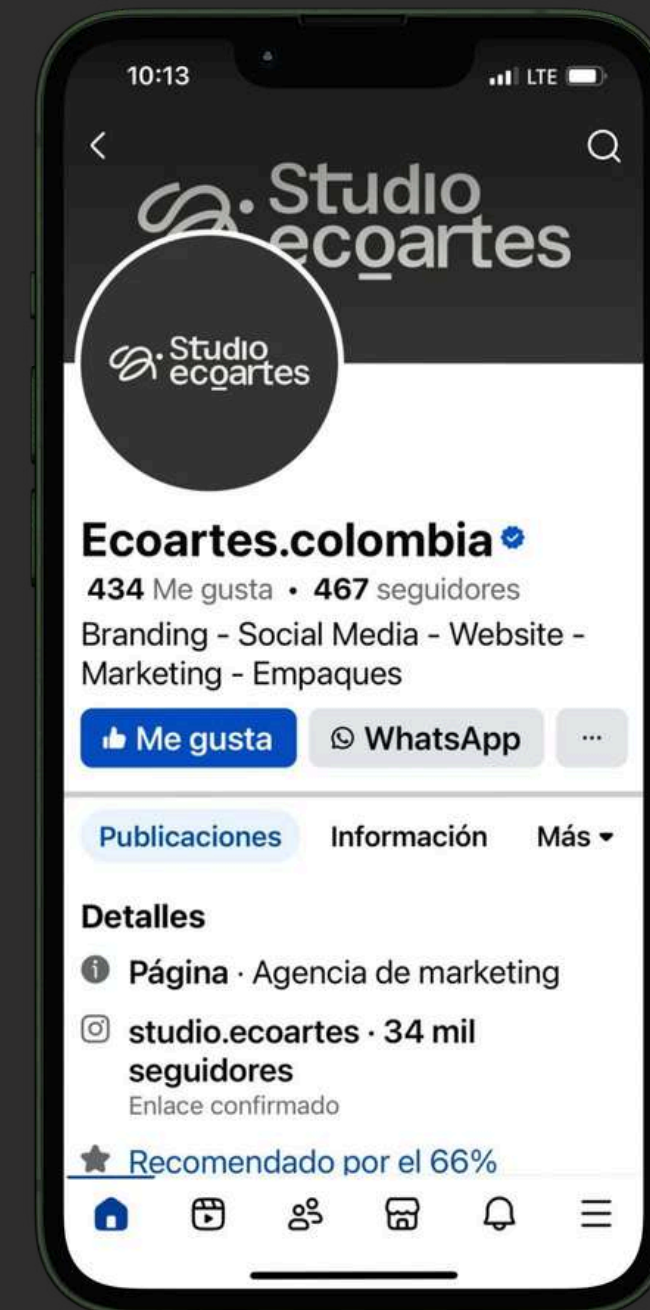 10:13
LTE
Studio
ecoartes
Studio
ecoartes
Ecoartes.colombia
434 Me gusta • 467 seguidores
Branding - Social Media - Website -
Marketing - Empaques
Me gusta
WhatsApp
...
Publicaciones
Información
Más
Detalles
Página · Agencia de marketing
studio.ecoartes · 34 mil
seguidores
Enlace confirmado
Recomendado por el 66%